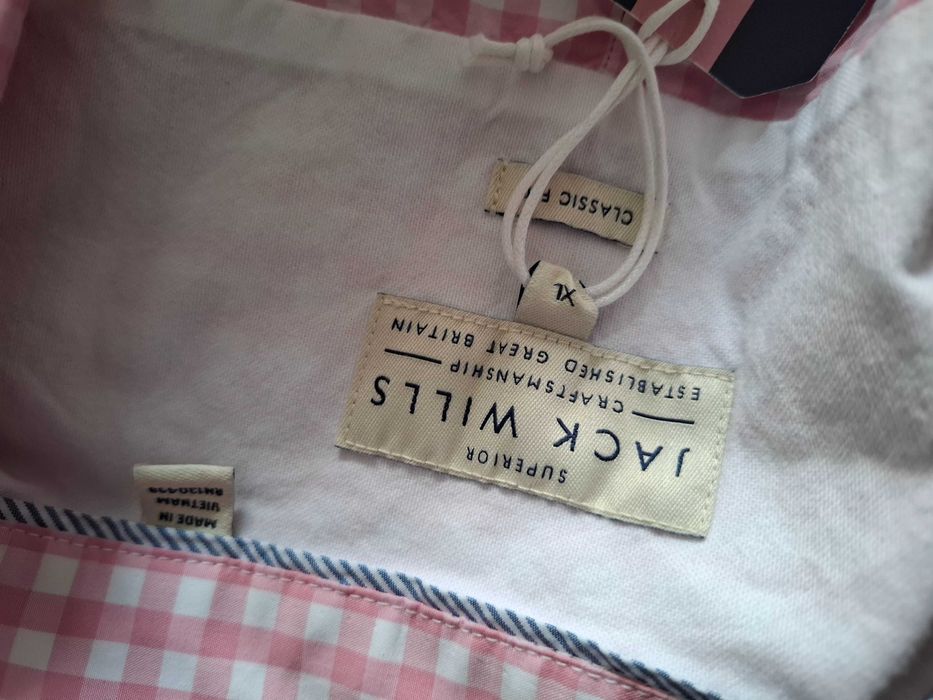 SUPERIOR
JACK WILLS
CRAFTSMANSHIP
ESTABLISHED GREAT BRITAIN
XL
CLASSIC
MADE IN
VIETNAM